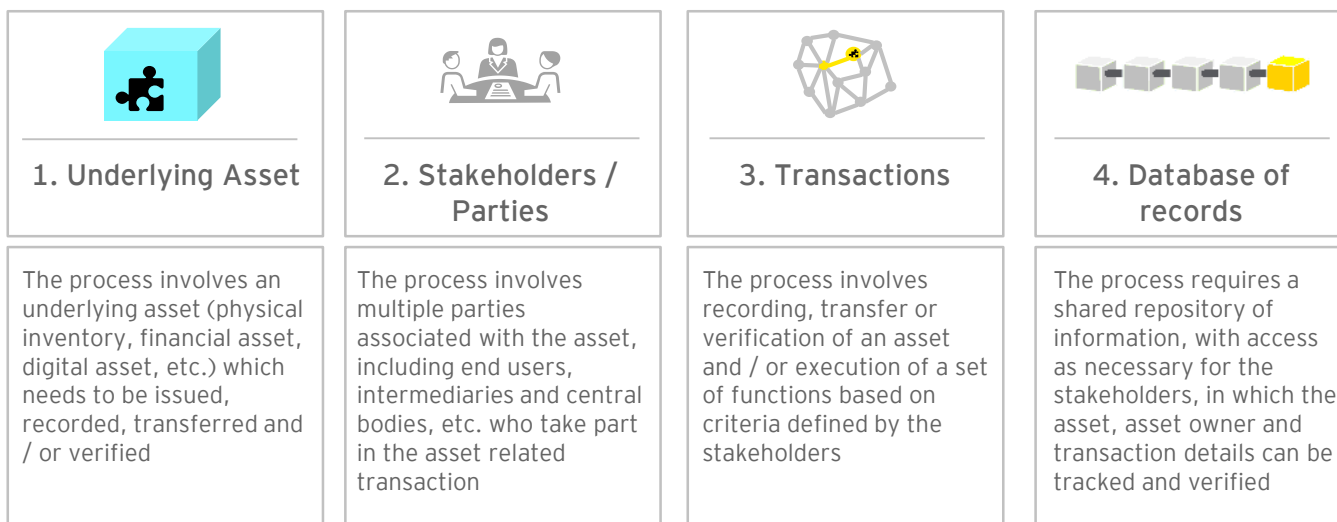 1. Underlying Asset
The process involves an
underlying asset (physical
inventory, financial asset,
digital asset, etc.) which
needs to be issued,
recorded, transferred and
/ or verified
2. Stakeholders /
Parties
The process involves
multiple parties
associated with the asset,
including end users,
intermediaries and central
bodies, etc. who take part
in the asset related
transaction
3. Transactions
The process involves
recording, transfer or
verification of an asset
and / or execution of a set
of functions based on
criteria defined by the
stakeholders
4. Database of
records
The process requires a
shared repository of
information, with access
as necessary for the
stakeholders, in which the
asset, asset owner and
transaction details can be
tracked and verified